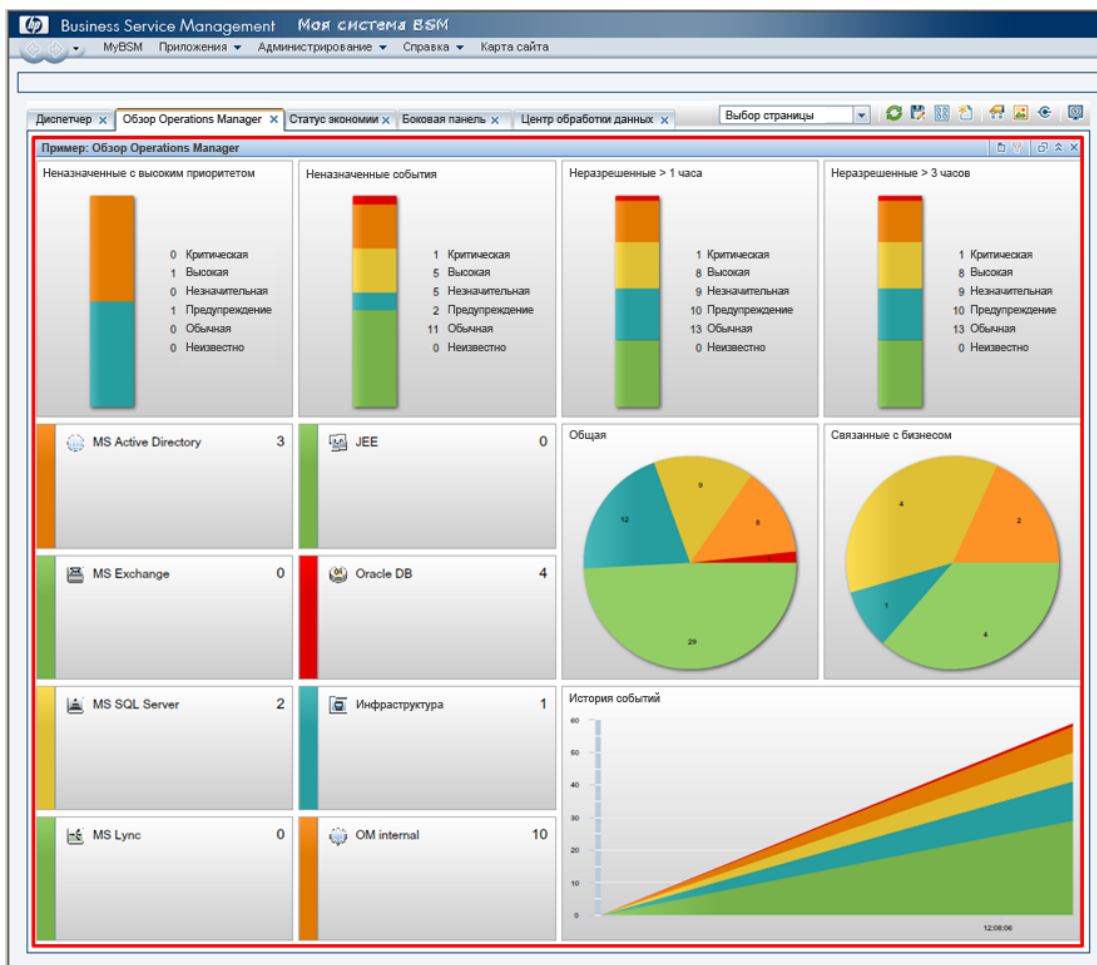 hp Business Service Management Моя система BSM
MyBSM Приложения Администрирование Справка Карта сайта
Диспетчер x Обзор Operations Manager x Статус экономии x Боковая панель x Центр обработки данных x Выбор страницы
Пример: Обзор Operations Manager
Неназначенные с высоким приоритетом
0 Критическая
1 Высокая
0 Незначительная
1 Предупреждение
0 Обычная
0 Неизвестно
Неназначенные события
1 Критическая
5 Высокая
5 Незначительная
2 Предупреждение
11 Обычная
0 Неизвестно
Неразрешенные > 1 часа
1 Критическая
8 Высокая
9 Незначительная
10 Предупреждение
13 Обычная
0 Неизвестно
Неразрешенные > 3 часов
1 Критическая
8 Высокая
9 Незначительная
10 Предупреждение
13 Обычная
0 Неизвестно
MS Active Directory 3
JEE 0
MS Exchange 0
Oracle DB 4
MS SQL Server 2
Инфраструктура 1
MS Lync 0
OM internal 10
Общая
9
12
8
1
29
Связанные с бизнесом
4
2
1
4
История событий
60
50
40
30
20
10
0
12:08:06